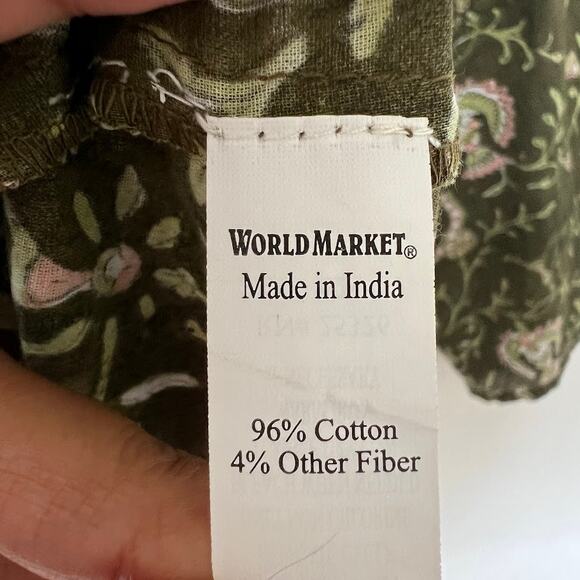 WORLD MARKET®
Made in India
96% Cotton
4% Other Fiber